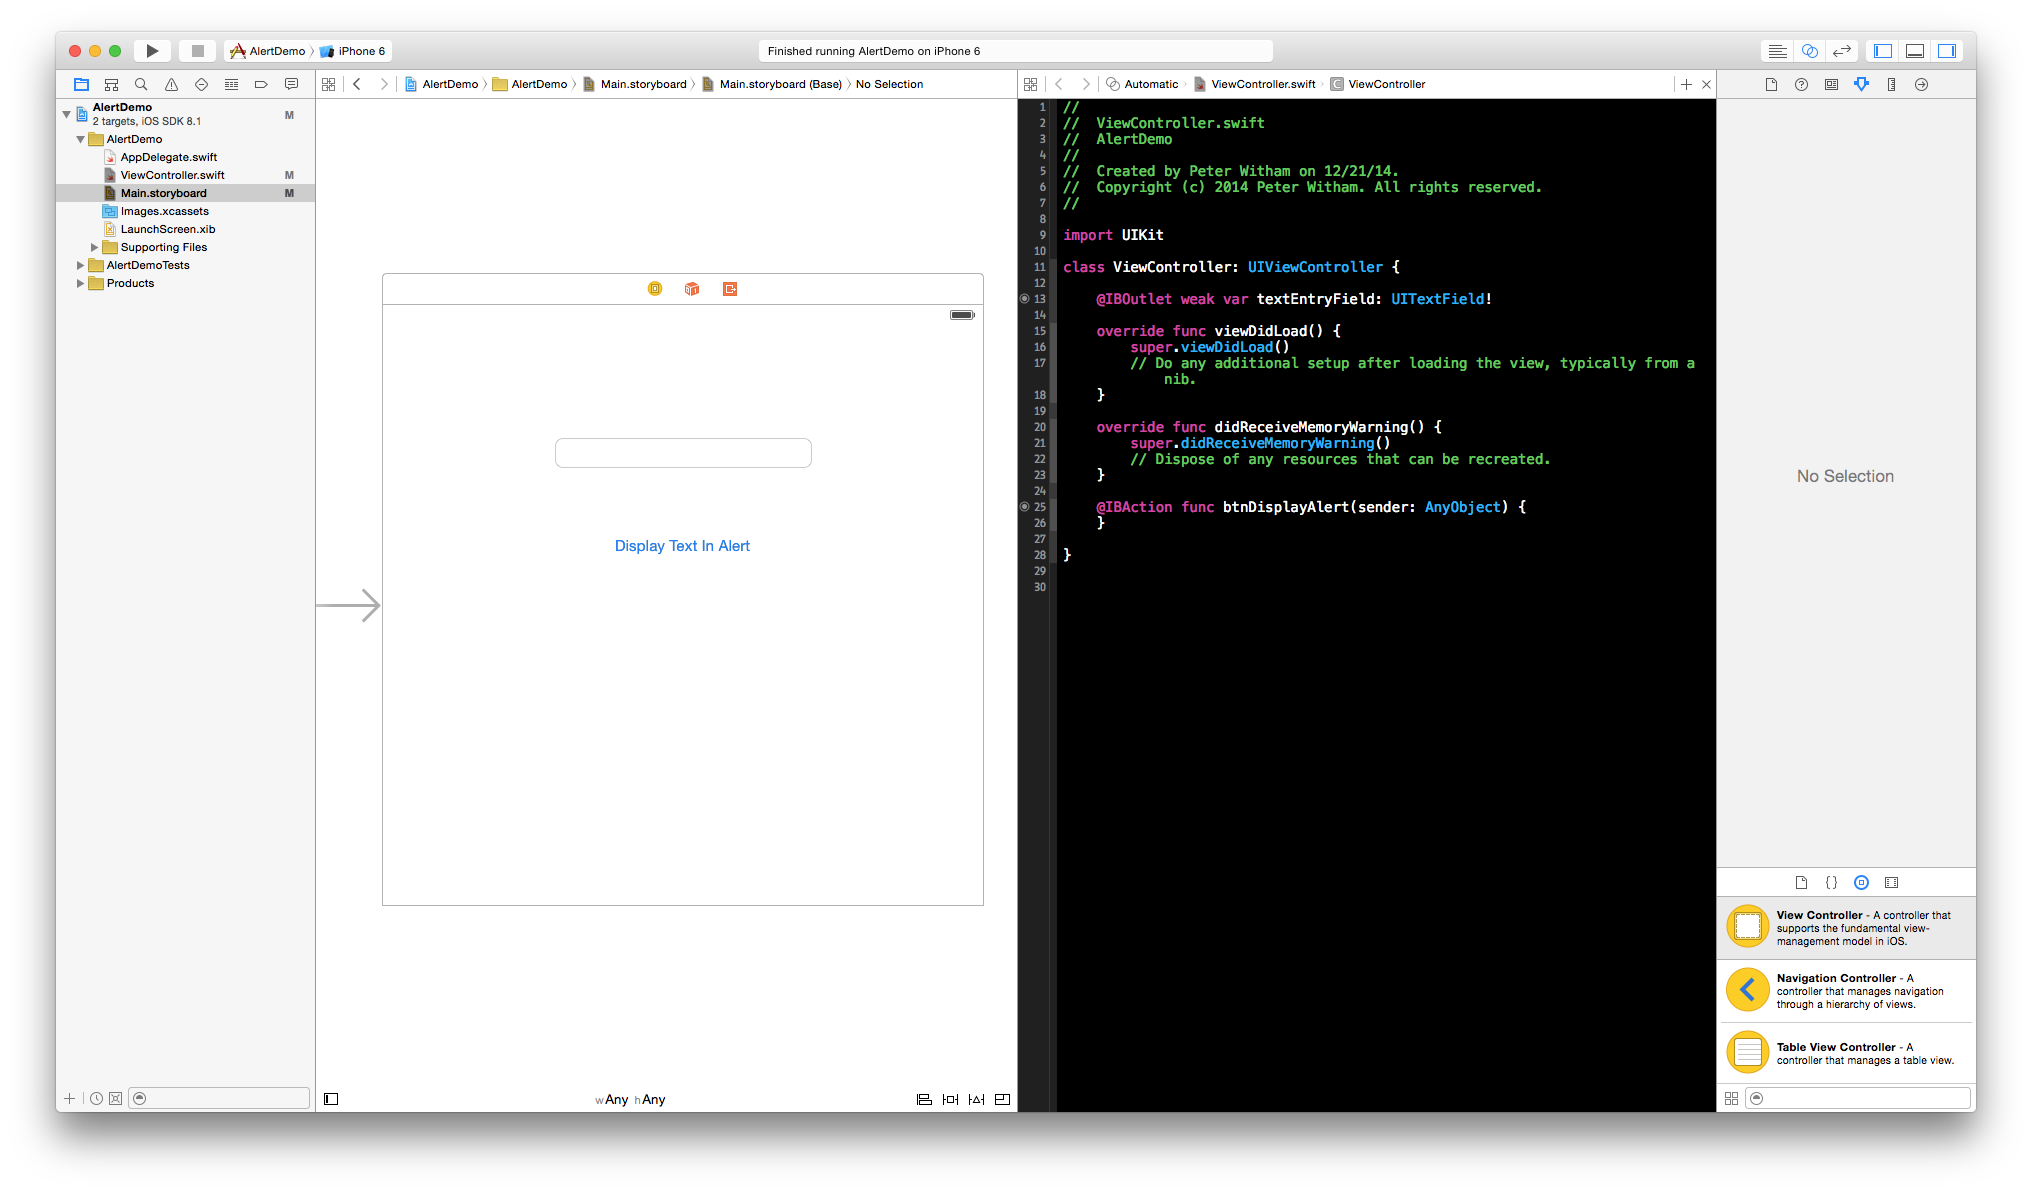 AlertDemo iPhone 6
Finished running AlertDemo on iPhone 6
AlertDemo
2 targets, iOS SDK 8.1
M
AlertDemo
AppDelegate.swift
ViewController.swift M
Main.storyboard M
Images.xcassets
LaunchScreen.xib
Supporting Files
AlertDemoTests
Products
AlertDemo AlertDemo Main.storyboard Main.storyboard (Base) No Selection
Display Text In Alert
wAny hAny
Automatic ViewController.swift C ViewController
1 //
2 //  ViewController.swift
3 //  AlertDemo
4 //
5 //  Created by Peter Witham on 12/21/14.
6 //  Copyright (c) 2014 Peter Witham. All rights reserved.
7 //
8
9 import UIKit
10
11 class ViewController: UIViewController {
12
13     @IBOutlet weak var textEntryField: UITextField!
14
15     override func viewDidLoad() {
16         super.viewDidLoad()
17         // Do any additional setup after loading the view, typically from a
nib.
18     }
19
20     override func didReceiveMemoryWarning() {
21         super.didReceiveMemoryWarning()
22         // Dispose of any resources that can be recreated.
23     }
24
25     @IBAction func btnDisplayAlert(sender: AnyObject) {
26     }
27
28 }
29
30
No Selection
{}
View Controller - A controller that
supports the fundamental view-
management model in iOS.
Navigation Controller - A
controller that manages navigation
through a hierarchy of views.
Table View Controller - A
controller that manages a table view.